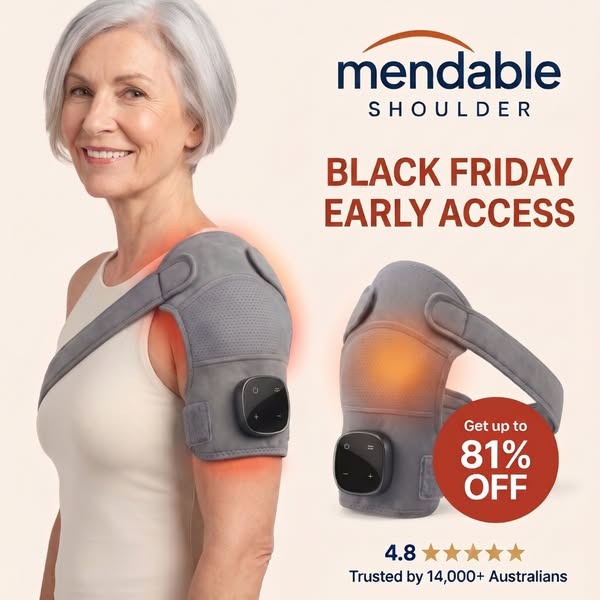 mendable
SHOULDER
BLACK FRIDAY
EARLY ACCESS
Get up to
81%
OFF
4.8 ★★★★★
Trusted by 14,000+ Australians